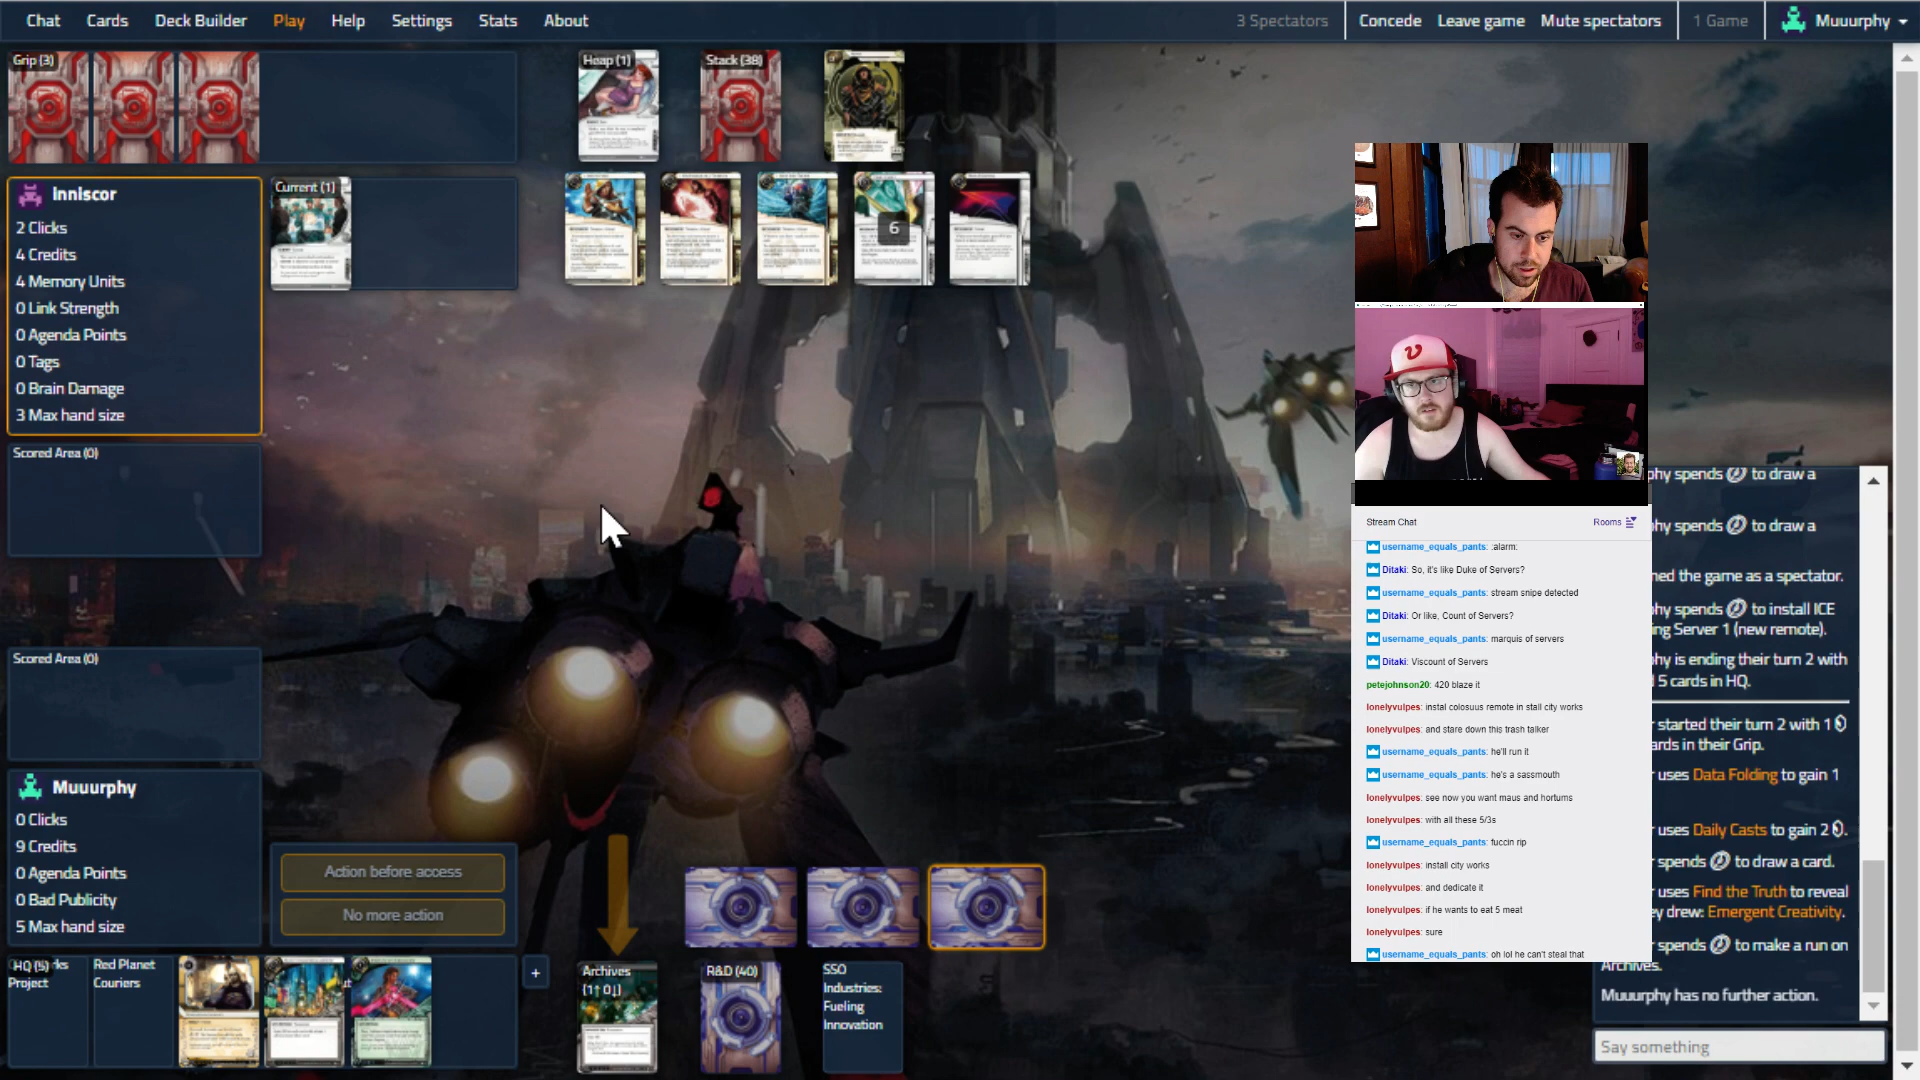 Chat Cards Deck Builder Play Help Settings Stats About
3 Spectators Concede Leave game Mute spectators 1 Game Muuurphy
Grip (3)
Heap (1)
Stack (38)
Inniscor
2 Clicks
4 Credits
4 Memory Units
0 Link Strength
0 Agenda Points
0 Tags
0 Brain Damage
3 Max hand size
Current (1)
6
Scored Area (0)
Scored Area (0)
Muuurphy
0 Clicks
9 Credits
0 Agenda Points
0 Bad Publicity
5 Max hand size
Action before access
No more action
HQ (5)
Project
Red Planet
Couriers
+
Archives
(1↑ 0↓)
R&D (40)
SSO
Industries:
Fueling
Innovation
Stream Chat
Rooms
username_equals_pants: :alarm:
Ditaki: So, it's like Duke of Servers?
username_equals_pants: stream snipe detected
Ditaki: Or like, Count of Servers?
username_equals_pants: marquis of servers
Ditaki: Viscount of Servers
petejohnson20: 420 blaze it
lonelyvulpes: instal colosuus remote in stall city works
lonelyvulpes: and stare down this trash talker
username_equals_pants: he'll run it
username_equals_pants: he's a sassmouth
lonelyvulpes: see now you want maus and hortums
lonelyvulpes: with all these 5/3s
username_equals_pants: fuccin rip
lonelyvulpes: install city works
lonelyvulpes: and dedicate it
lonelyvulpes: if he wants to eat 5 meat
lonelyvulpes: sure
username_equals_pants: oh lol he can't steal that
phy spends to draw a
phy spends to draw a
ned the game as a spectator.
phy spends to install ICE
ng Server 1 (new remote).
phy is ending their turn 2 with
5 cards in HQ.
r started their turn 2 with 1
ards in their Grip.
r uses Data Folding to gain 1
r uses Daily Casts to gain 2
r spends to draw a card.
r uses Find the Truth to reveal
ey drew: Emergent Creativity.
r spends to make a run on
Archives.
Muuurphy has no further action.
Say something